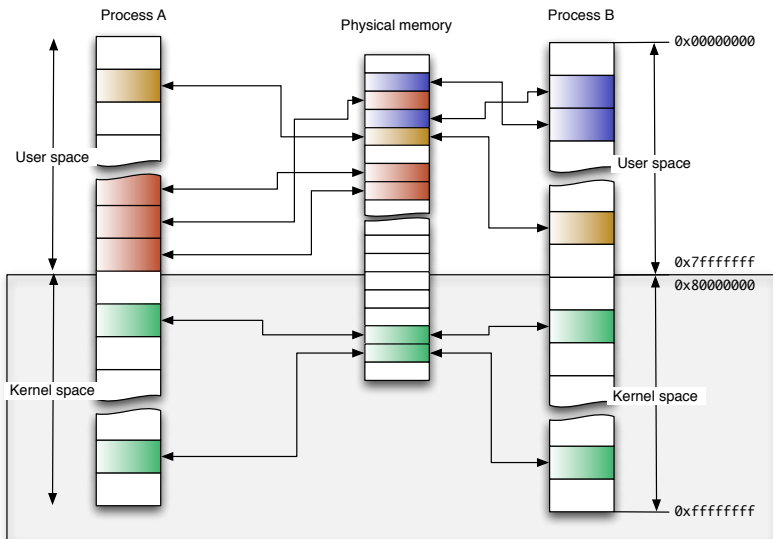 Process A
Physical memory
Process B
0x00000000
User space
User space
0x7fffffff
0x80000000
Kernel space
Kernel space
0xffffffff